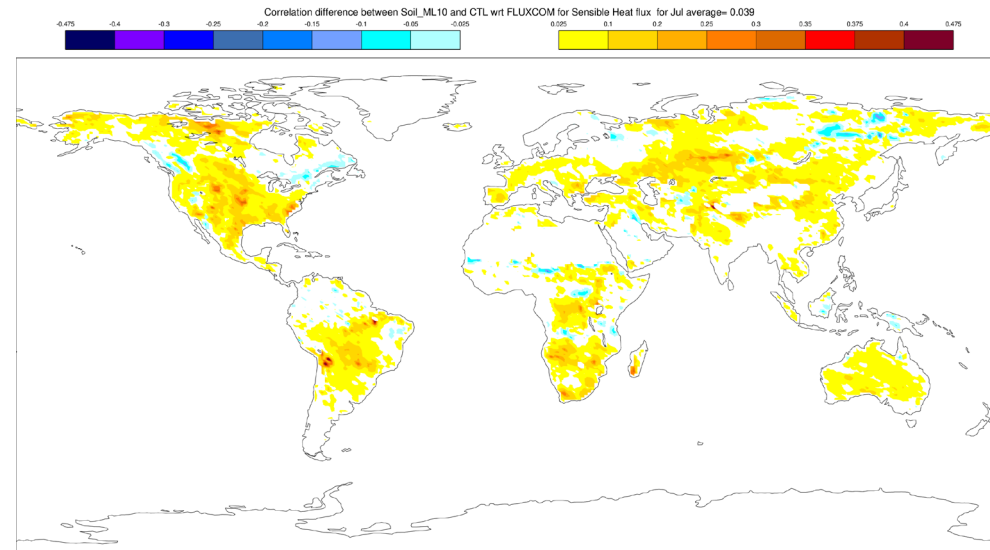 Correlation difference between Soil_ML10 and CTL wrt FLUXCOM for Sensible Heat flux for Jul average= 0.039
-0.475 -0.4 -0.3 -0.25 -0.2 -0.15 -0.1 -0.05 -0.025 0.025 0.1 0.2 0.25 0.3 0.35 0.375 0.4 0.475